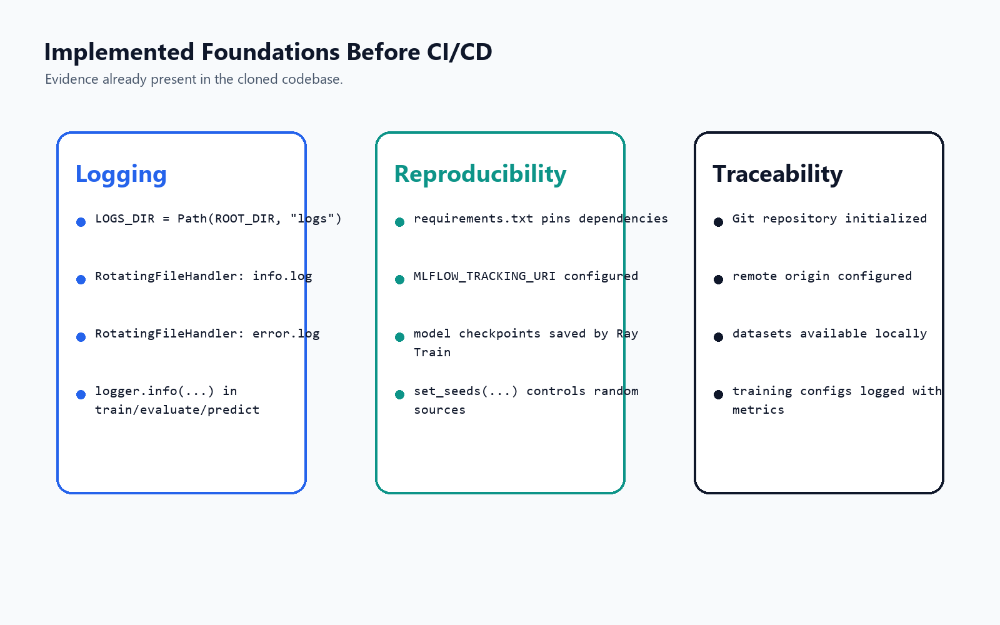 Implemented Foundations Before CI/CD
Evidence already present in the cloned codebase.
Logging
LOGS_DIR = Path(ROOT_DIR, "logs")
RotatingFileHandler: info.log
RotatingFileHandler: error.log
logger.info(...) in
train/evaluate/predict
Reproducibility
requirements.txt pins dependencies
MLFLOW_TRACKING_URI configured
model checkpoints saved by Ray
Train
set_seeds(...) controls random
sources
Traceability
Git repository initialized
remote origin configured
datasets available locally
training configs logged with
metrics